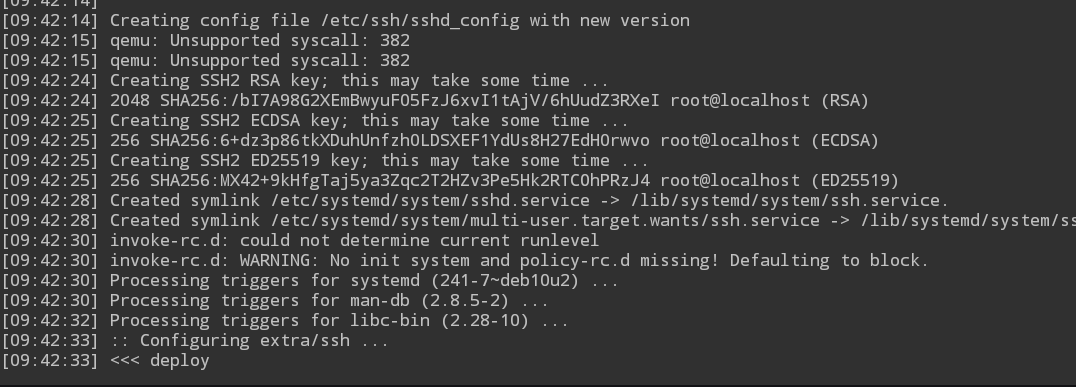 [09:42:14]
[09:42:14] Creating config file /etc/ssh/sshd_config with new version
[09:42:15] qemu: Unsupported syscall: 382
[09:42:15] qemu: Unsupported syscall: 382
[09:42:24] Creating SSH2 RSA key; this may take some time ...
[09:42:24] 2048 SHA256:/bI7A98G2XEmBwyuFO5FzJ6xvI1tAjV/6hUudZ3RXeI root@localhost (RSA)
[09:42:25] Creating SSH2 ECDSA key; this may take some time ...
[09:42:25] 256 SHA256:6+dz3p86tkXDuhUnfzh0LDSXEF1YdUs8H27EdH0rwvo root@localhost (ECDSA)
[09:42:25] Creating SSH2 ED25519 key; this may take some time ...
[09:42:25] 256 SHA256:MX42+9kHfgTaj5ya3Zqc2T2HZv3Pe5Hk2RTC0hPRzJ4 root@localhost (ED25519)
[09:42:28] Created symlink /etc/systemd/system/sshd.service -> /lib/systemd/system/ssh.service.
[09:42:28] Created symlink /etc/systemd/system/multi-user.target.wants/ssh.service -> /lib/systemd/system/ss
[09:42:30] invoke-rc.d: could not determine current runlevel
[09:42:30] invoke-rc.d: WARNING: No init system and policy-rc.d missing! Defaulting to block.
[09:42:30] Processing triggers for systemd (241-7~deb10u2) ...
[09:42:30] Processing triggers for man-db (2.8.5-2) ...
[09:42:32] Processing triggers for libc-bin (2.28-10) ...
[09:42:33] :: Configuring extra/ssh ...
[09:42:33] <<< deploy